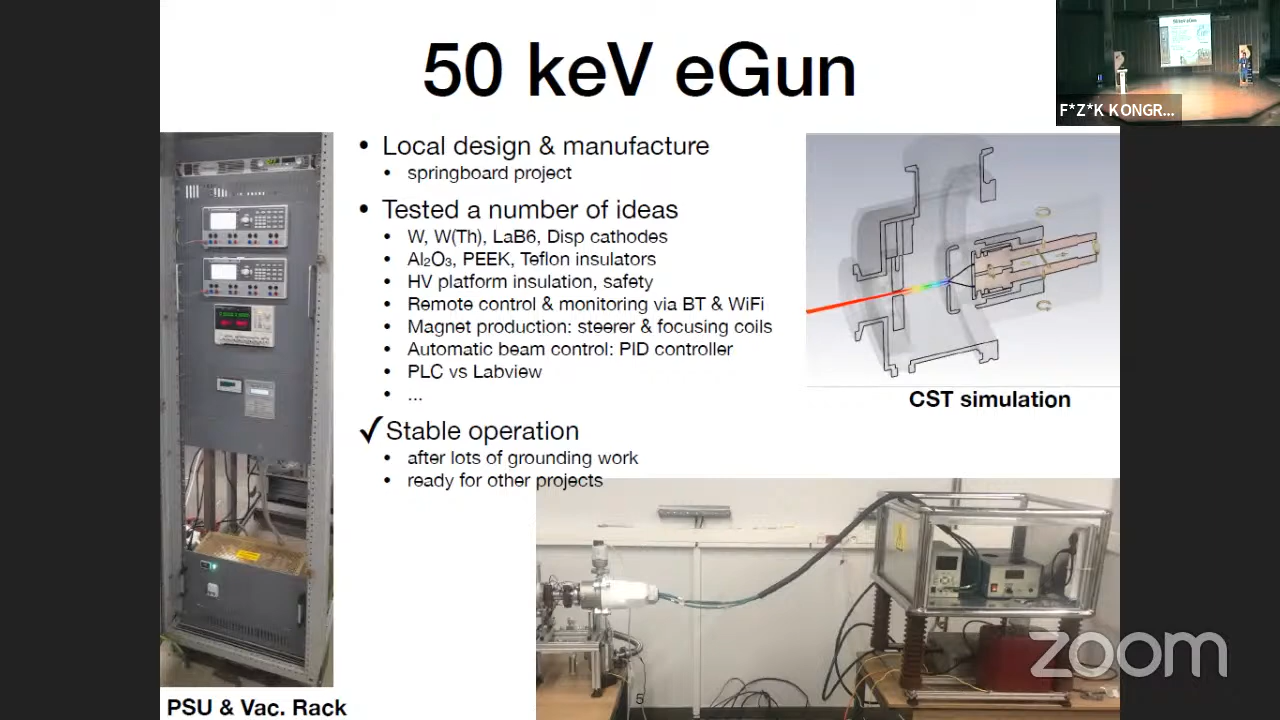 50 keV eGun
F*Z*K KONGR...
• Local design & manufacture
• springboard project
• Tested a number of ideas
• W, W(Th), LaB6, Disp cathodes
• Al₂O₃, PEEK, Teflon insulators
• HV platform insulation, safety
• Remote control & monitoring via BT & WiFi
• Magnet production: steerer & focusing coils
• Automatic beam control: PID controller
• PLC vs Labview
• ...
✓Stable operation
• after lots of grounding work
• ready for other projects
CST simulation
PSU & Vac. Rack
5
zoom